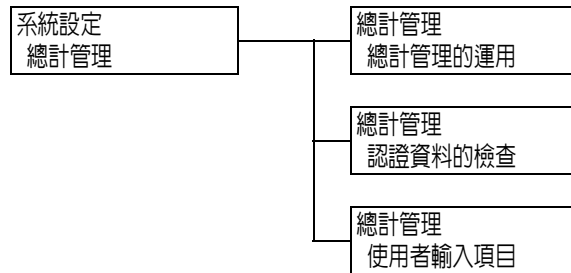 系統設定
總計管理
總計管理
總計管理的運用
總計管理
認證資料的檢查
總計管理
使用者輸入項目